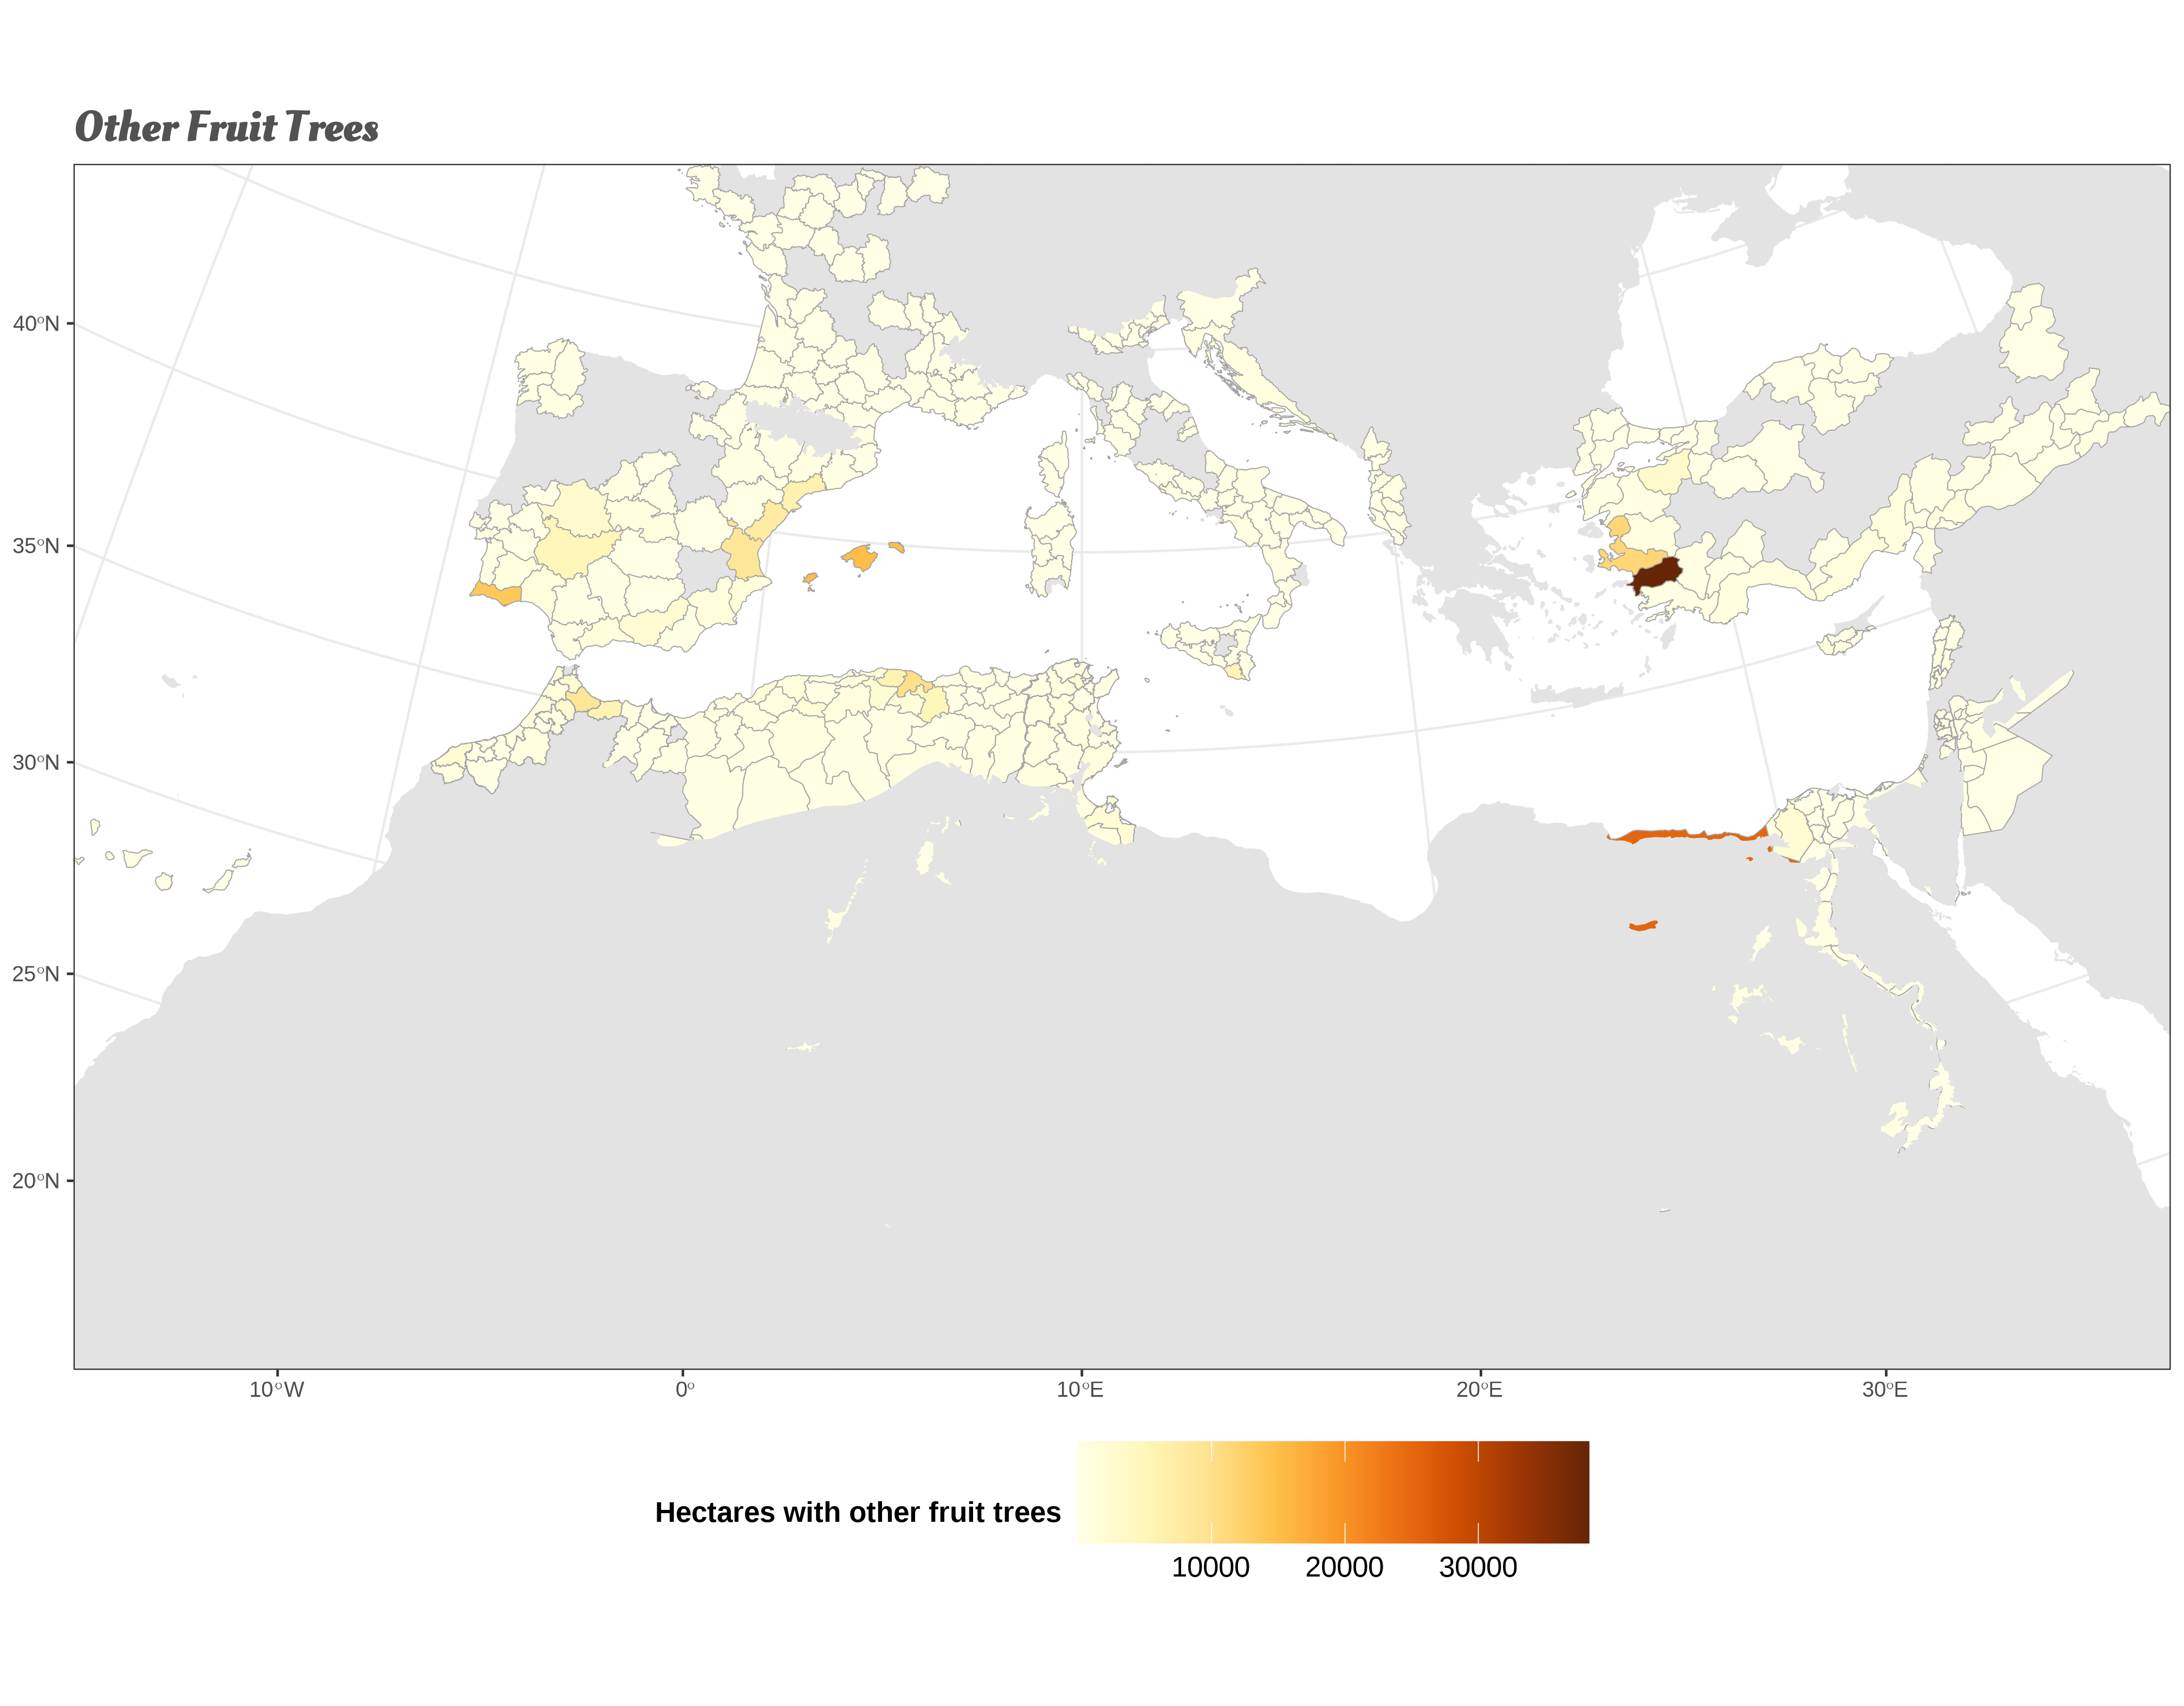 Other Fruit Trees
40°N
35°N
30°N
25°N
20°N
10°W 0° 10°E 20°E 30°E
Hectares with other fruit trees
10000 20000 30000